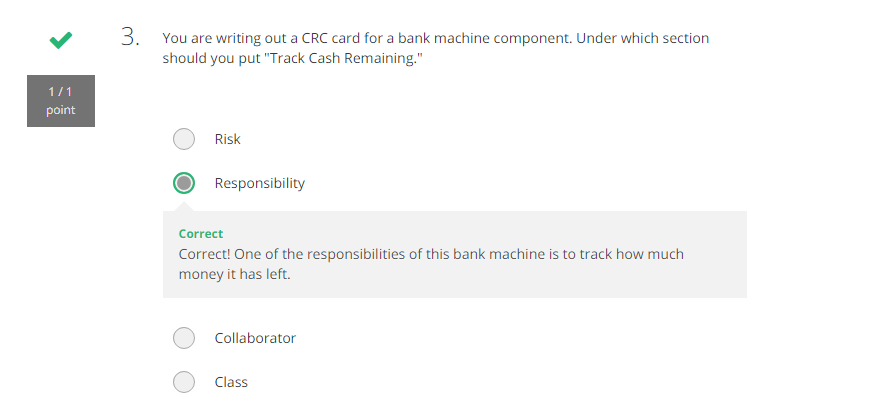 3.
You are writing out a CRC card for a bank machine component. Under which section
should you put "Track Cash Remaining."
1 / 1
point
Risk
Responsibility
Correct
Correct! One of the responsibilities of this bank machine is to track how much
money it has left.
Collaborator
Class